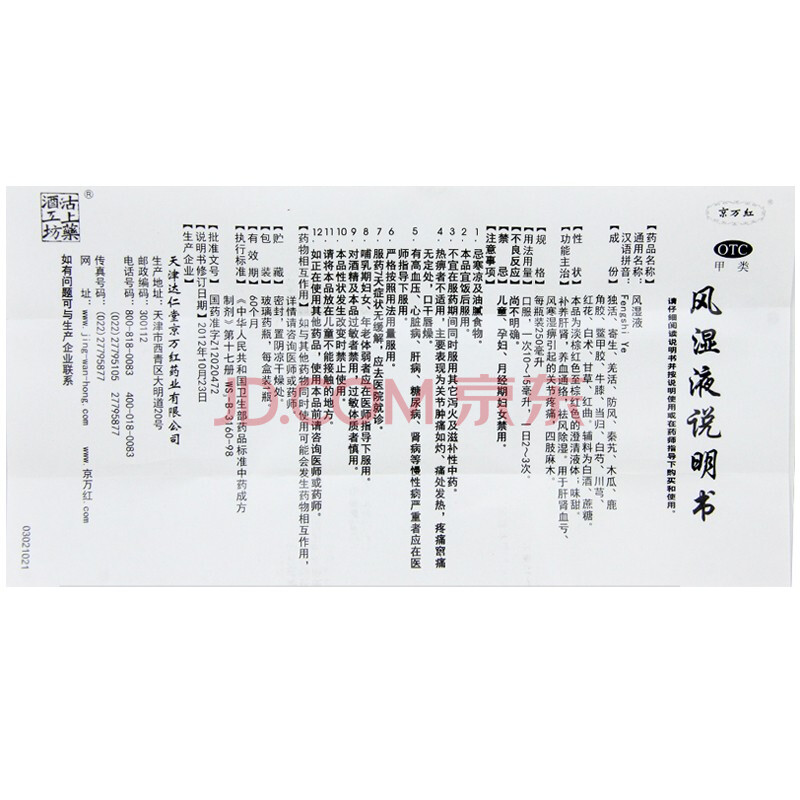 京万红®
OTC
甲类
风湿液说明书
请仔细阅读说明书并按说明使用或在药师指导下购买和使用。
【药品名称】
通用名称：风湿液
汉语拼音：Fengshi Ye
【成份】独活、寄生、羌活、防风、秦艽、木瓜、鹿
角胶、鳖甲胶、牛膝、当归、白芍、川芎、
红花、白术、甘草、红曲。辅料为白酒、蔗糖。
【性状】本品为淡棕红色至棕红色的澄清液体；味甜。
【功能主治】补养肝肾，养血通络，祛风除湿。用于肝肾血亏、
风寒湿痹引起的关节疼痛，四肢麻木。
【规格】每瓶装250毫升
【用法用量】口服，一次10~15毫升，一日2~3次。
【不良反应】尚不明确。
【禁忌】儿童、孕妇、月经期妇女禁用。
【注意事项】
1. 忌寒凉及油腻食物。
2. 本品宜饭后服用。
3. 不宜在服药期间同时服用其它泻火及滋补性中药。
4. 热痹者不适用，主要表现为关节肿痛如灼、痛处发热，疼痛窜痛
无定处，口干唇燥。
5. 有高血压、心脏病、肝病、糖尿病、肾病等慢性病严重者应在医
师指导下服用。
6. 严格按照用法用量服用。
7. 服药3天症状无缓解，应去医院就诊。
8. 哺乳期妇女、年老体弱者应在医师指导下服用。
9. 对酒精及本品过敏者禁用，过敏体质者慎用。
10. 本品性状发生改变时禁止使用。
11. 请将本品放在儿童不能接触的地方。
12. 如正在使用其他药品，使用本品前请咨询医师或药师。
【药物相互作用】如与其他药物同时使用可能会发生药物相互作用，
详情请咨询医师或药师。
【贮藏】密封，置阴凉干燥处。
【包装】玻璃药瓶，每盒装1瓶
【有效期】60个月
【执行标准】《中华人民共和国卫生部药品标准中药成方
制剂》第十七册 WS₃-B-3160-98
【批准文号】国药准字Z12020472
【说明书修订日期】2012年10月23日
【生产企业】
天津达仁堂京万红药业有限公司
生产地址：天津市西青区大明道20号
邮政编码：300112
电话号码：800-818-0083 400-018-0083
(022)27795105 27795877
传真号码：(022)27795877
网址：www.jing-wan-hong.com www.京万红.com
如有问题可与生产企业联系
沽上药酒工坊®
03021021
JD.COM京东